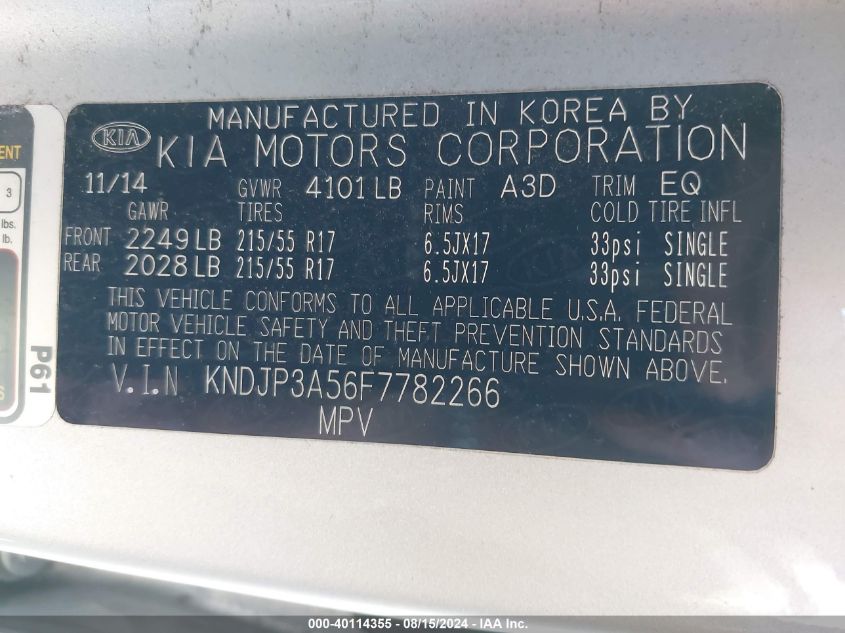 MANUFACTURED IN KOREA BY
KIA
KIA MOTORS CORPORATION
11/14 GVWR 4101 LB PAINT A3D TRIM EQ
GAWR TIRES RIMS COLD TIRE INFL
FRONT 2249 LB 215/55 R17 6.5JX17 33psi SINGLE
REAR 2028 LB 215/55 R17 6.5JX17 33psi SINGLE
THIS VEHICLE CONFORMS TO ALL APPLICABLE U.S.A. FEDERAL
MOTOR VEHICLE SAFETY AND THEFT PREVENTION STANDARDS
IN EFFECT ON THE DATE OF MANUFACTURE SHOWN ABOVE.
V.I.N KNDJP3A56F7782266
MPV
3
lbs.
lb.
P61
000-40114355 - 08/15/2024 - IAA Inc.